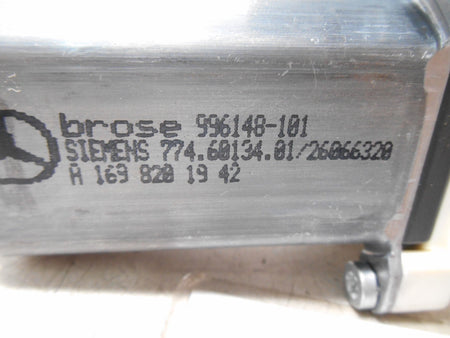 brose 996148-101
SIEMENS 774.60134.01/26066320
A 169 820 19 42